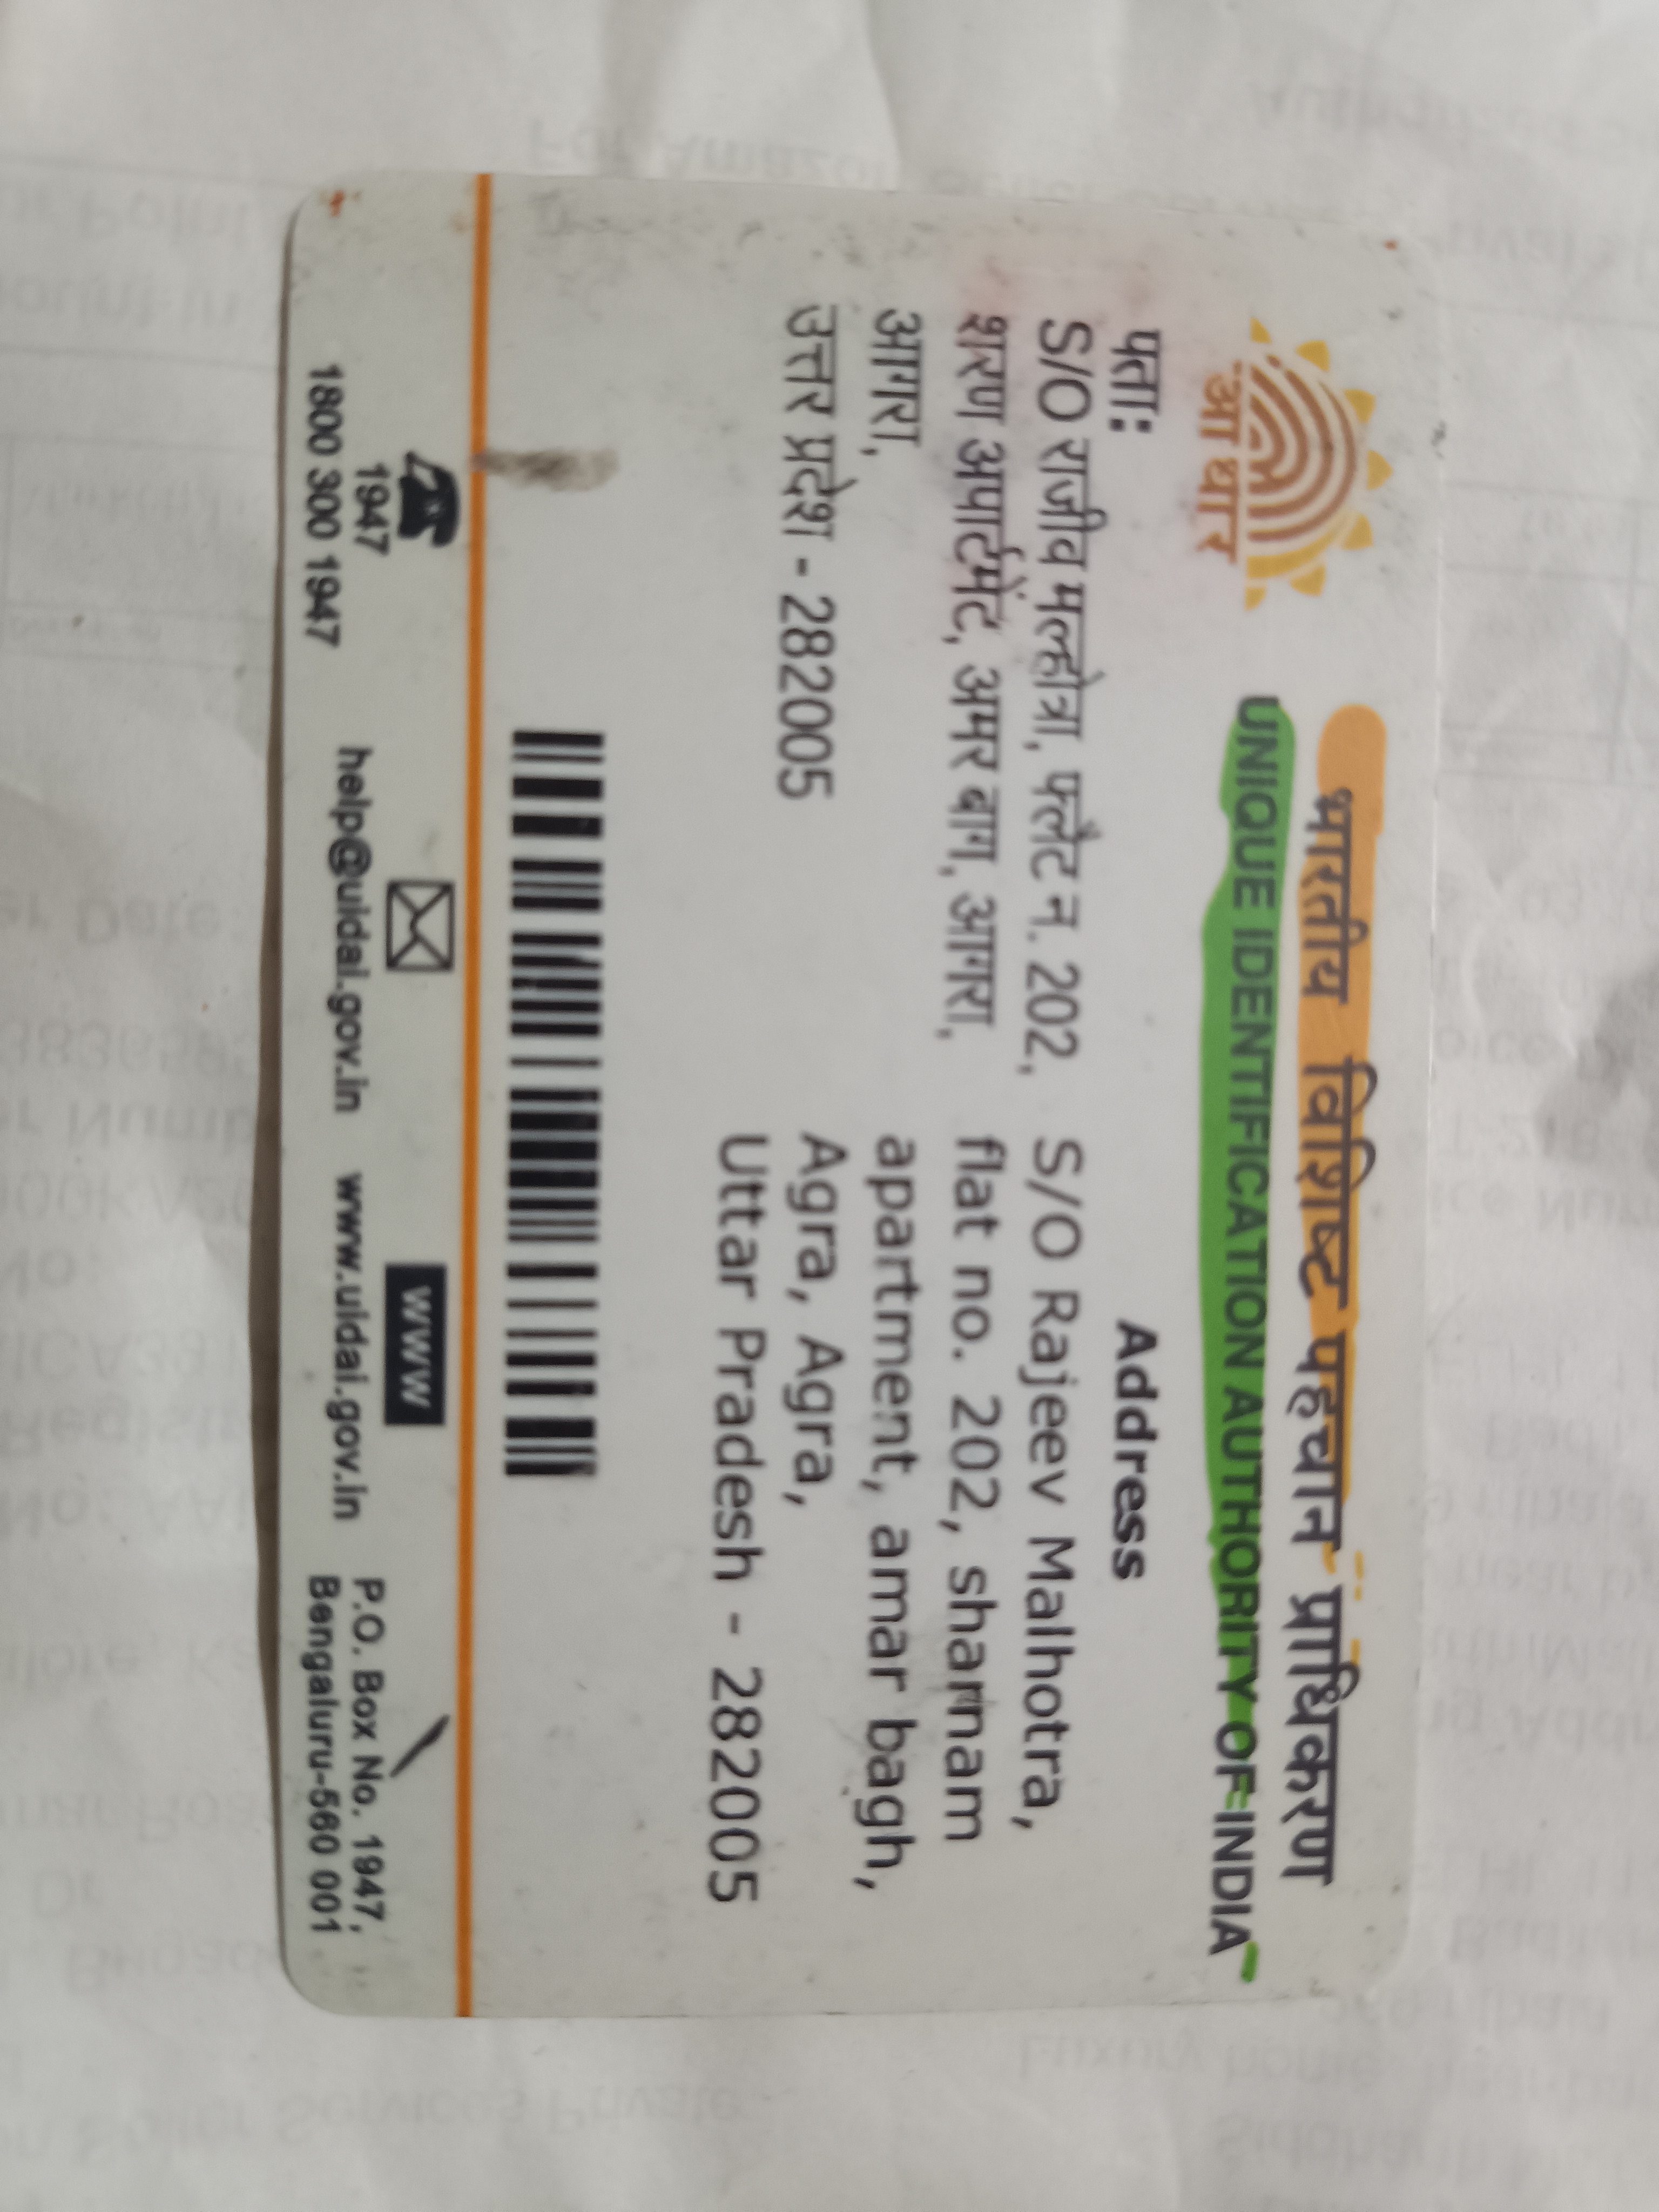 भारतीय विशिष्ट पहचान प्राधिकरण
UNIQUE IDENTIFICATION AUTHORITY OF INDIA
आधार
पता:
S/O राजीव मल्होत्रा, फ्लैट न. 202,
शरण अपार्टमेंट, अमर बाग, आगरा,
आगरा,
उत्तर प्रदेश - 282005
Address
S/O Rajeev Malhotra,
flat no. 202, sharnam
apartment, amar bagh,
Agra, Agra,
Uttar Pradesh - 282005
1947
1800 300 1947
help@uidai.gov.in
WWW
www.uidai.gov.in
P.O. Box No. 1947,
Bengaluru-560 001